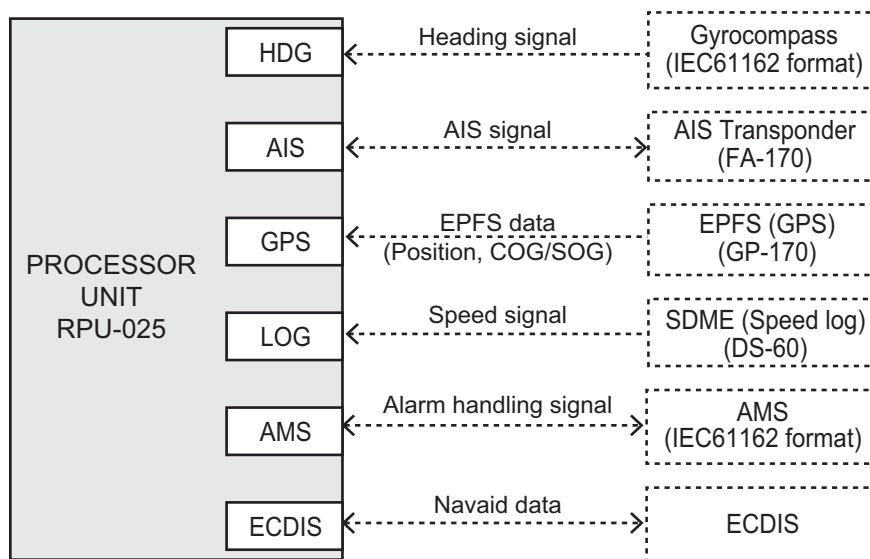 PROCESSOR
UNIT
RPU-025
HDG
Heading signal
Gyrocompass
(IEC61162 format)
AIS
AIS signal
AIS Transponder
(FA-170)
GPS
EPFS data
(Position, COG/SOG)
EPFS (GPS)
(GP-170)
LOG
Speed signal
SDME (Speed log)
(DS-60)
AMS
Alarm handling signal
AMS
(IEC61162 format)
ECDIS
Navaid data
ECDIS